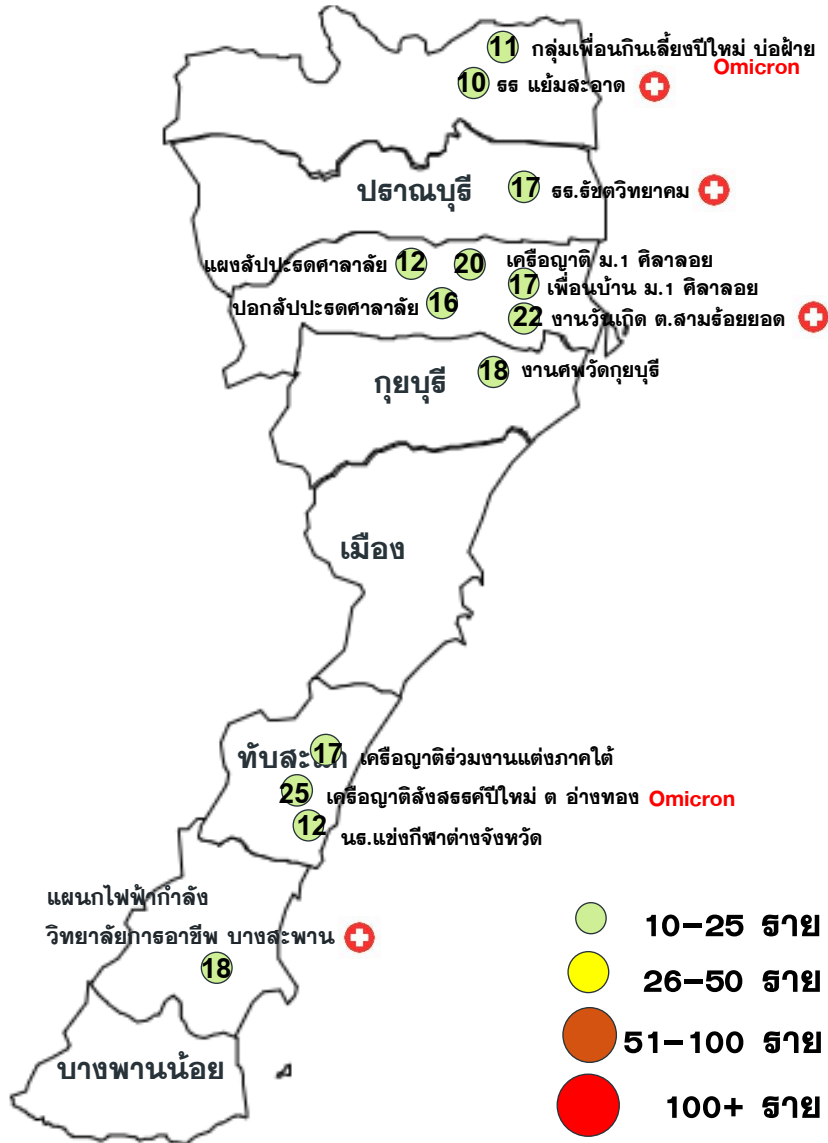 11 กลุ่มเพื่อนกินเลี้ยงปีใหม่ บ่อฝ้าย
Omicron
10 รร แย้มสะอาด
ปราณบุรี
17 รร.รัชตวิทยาคม
แผงสัปปะรดศาลาลัย 12
20 เครือญาติ ม.1 ศิลาลอย
17 เพื่อนบ้าน ม.1 ศิลาลอย
ปอกสัปปะรดศาลาลัย 16
22 งานวันเกิด ต.สามร้อยยอด
กุยบุรี
18 งานศพวัดกุยบุรี
เมือง
ทับสะแก
17 เครือญาติร่วมงานแต่งภาคใต้
25 เครือญาติสังสรรค์ปีใหม่ ต อ่างทอง Omicron
12 นร.แข่งกีฬาต่างจังหวัด
แผนกไฟฟ้ากำลัง
วิทยาลัยการอาชีพ บางสะพาน
18
บางพานน้อย
10-25 ราย
26-50 ราย
51-100 ราย
100+ ราย